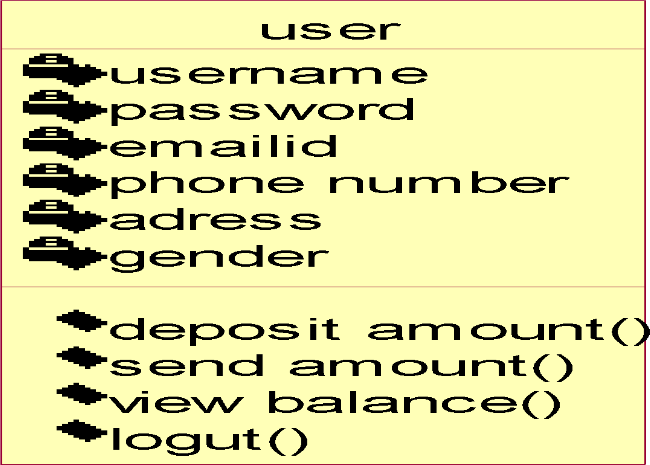 user
username
password
emailid
phone number
adress
gender
deposit amount()
send amount()
view balance()
logut()